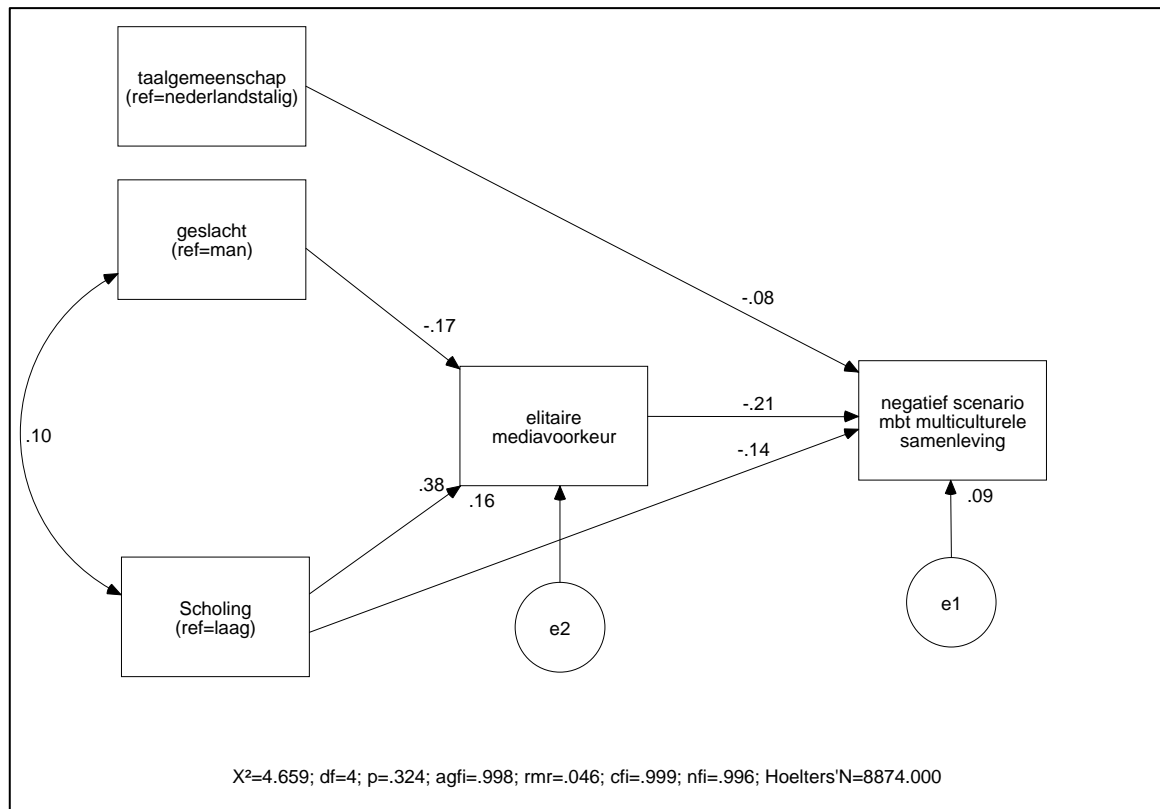 taalgemeenschap
(ref=nederlandstalig)
geslacht
(ref=man)
-.08
-.17
elitaire
mediavoorkeur
negatief scenario
mbt multiculturele
samenleving
-.21
.10
-.14
.38
.16
.09
Scholing
(ref=laag)
e2
e1
X²=4.659; df=4; p=.324; agfi=.998; rmr=.046; cfi=.999; nfi=.996; Hoelters'N=8874.000